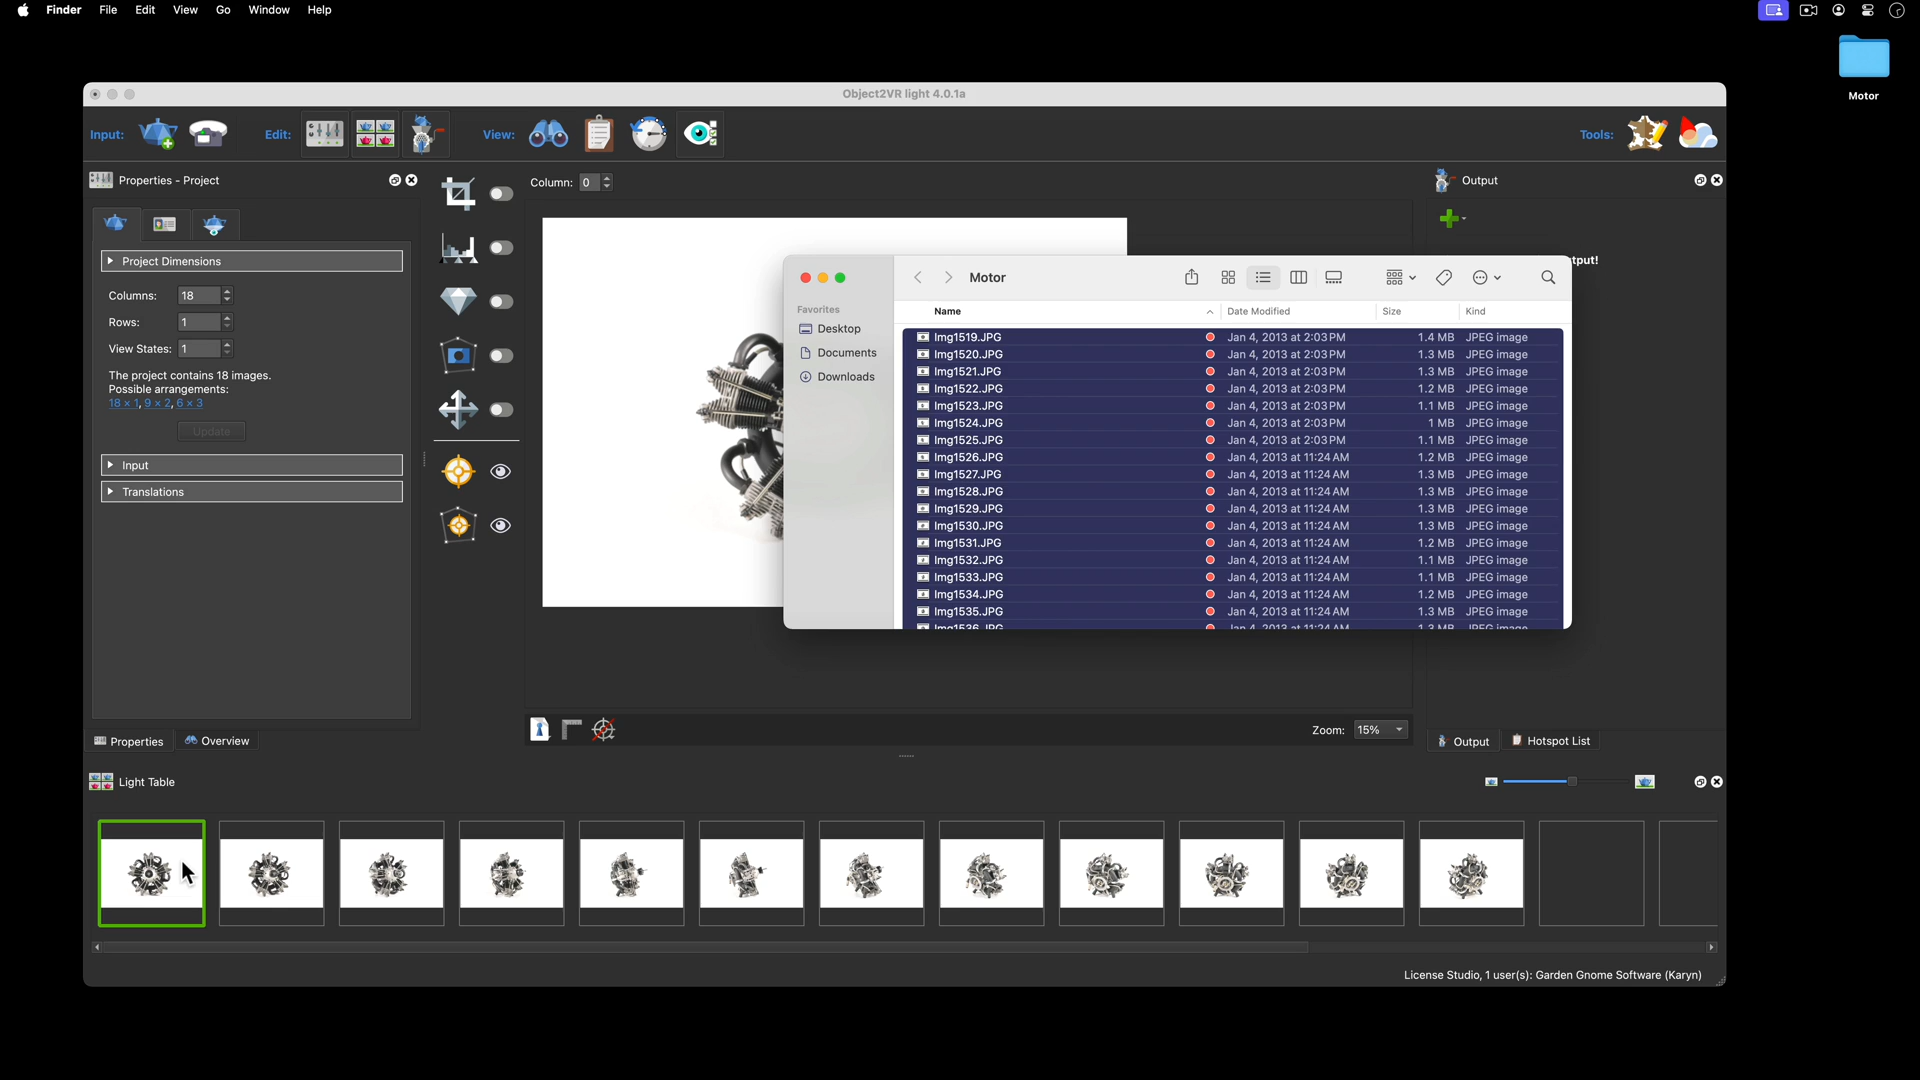 Finder File Edit View Go Window Help
Motor
Object2VR light 4.0.1a
Input: Edit: View: Tools:
Properties - Project
Column: 0
Output
Project Dimensions
Columns: 18
Rows: 1
View States: 1
The project contains 18 images.
Possible arrangements:
18 × 1, 9 × 2, 6 × 3
Update
Input
Translations
tput!
Motor
Favorites
Desktop
Documents
Downloads
Name Date Modified Size Kind
Img1519.JPG Jan 4, 2013 at 2:03 PM 1.4 MB JPEG image
Img1520.JPG Jan 4, 2013 at 2:03 PM 1.3 MB JPEG image
Img1521.JPG Jan 4, 2013 at 2:03 PM 1.3 MB JPEG image
Img1522.JPG Jan 4, 2013 at 2:03 PM 1.2 MB JPEG image
Img1523.JPG Jan 4, 2013 at 2:03 PM 1.1 MB JPEG image
Img1524.JPG Jan 4, 2013 at 2:03 PM 1 MB JPEG image
Img1525.JPG Jan 4, 2013 at 2:03 PM 1.1 MB JPEG image
Img1526.JPG Jan 4, 2013 at 11:24 AM 1.2 MB JPEG image
Img1527.JPG Jan 4, 2013 at 11:24 AM 1.3 MB JPEG image
Img1528.JPG Jan 4, 2013 at 11:24 AM 1.3 MB JPEG image
Img1529.JPG Jan 4, 2013 at 11:24 AM 1.3 MB JPEG image
Img1530.JPG Jan 4, 2013 at 11:24 AM 1.3 MB JPEG image
Img1531.JPG Jan 4, 2013 at 11:24 AM 1.2 MB JPEG image
Img1532.JPG Jan 4, 2013 at 11:24 AM 1.1 MB JPEG image
Img1533.JPG Jan 4, 2013 at 11:24 AM 1.1 MB JPEG image
Img1534.JPG Jan 4, 2013 at 11:24 AM 1.2 MB JPEG image
Img1535.JPG Jan 4, 2013 at 11:24 AM 1.3 MB JPEG image
Img1536.JPG Jan 4, 2013 at 11:24 AM 1.3 MB JPEG image
Zoom: 15%
Properties Overview
Output Hotspot List
Light Table
License Studio, 1 user(s): Garden Gnome Software (Karyn)